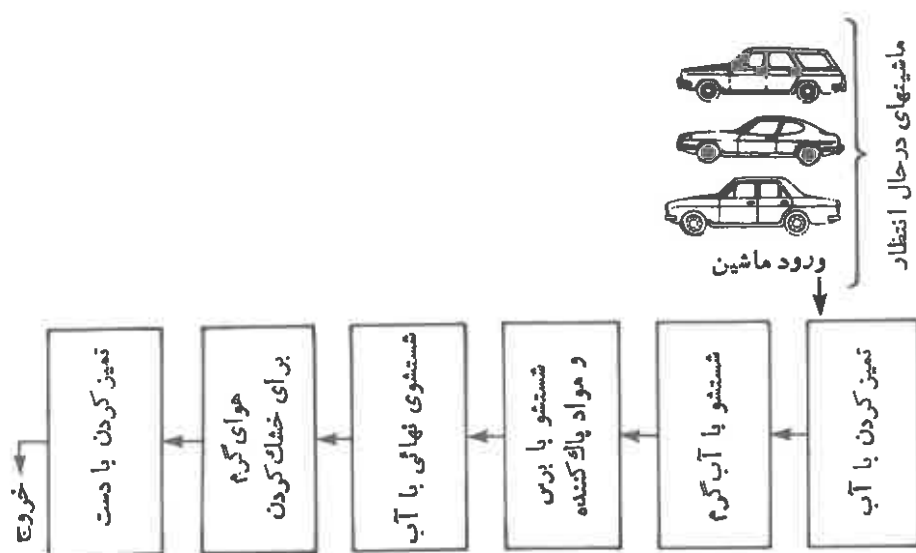 ماشینهای درحال انتظار
ورود ماشین
تمیز کردن با آب
شستشو با آب گرم
شستشو با برس
و مواد پاک‌کننده
شستشوی نهائی با آب
هوای گرم
برای خشک کردن
تمیز کردن با دست
خروج